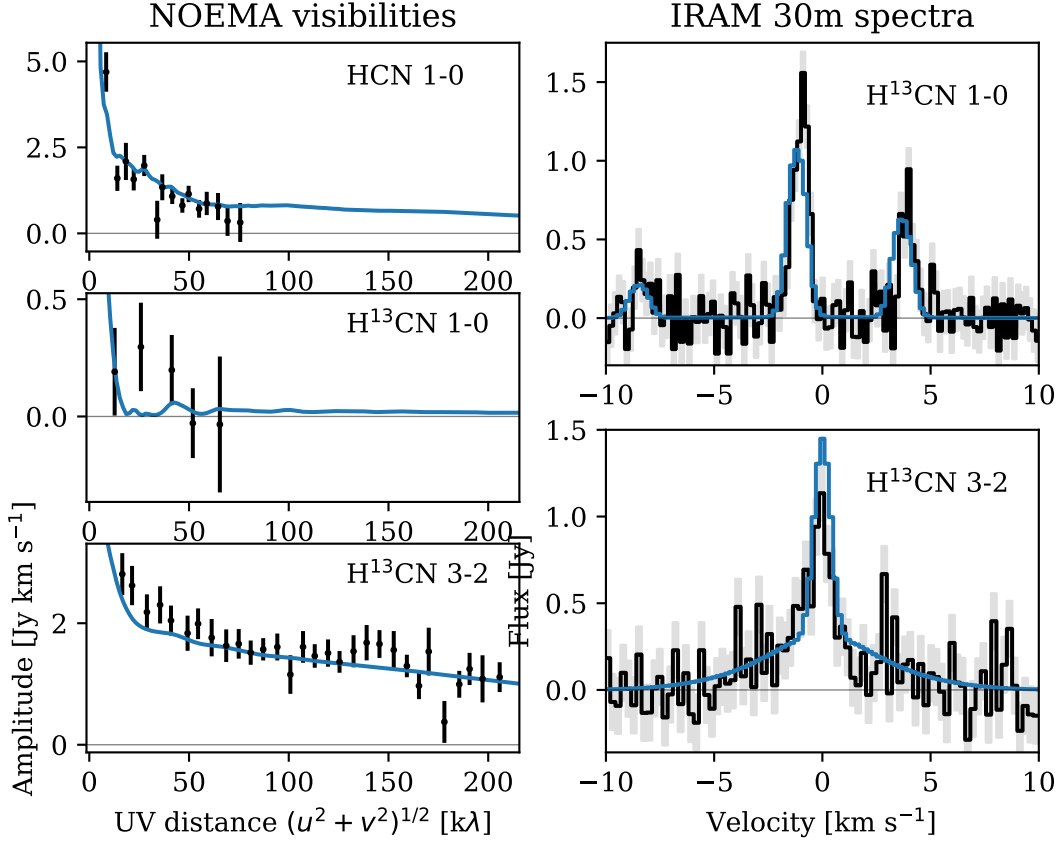 NOEMA visibilities
HCN 1-0
5.0
2.5
0.0
0 50 100 150 200
H¹³CN 1-0
0.5
0.0
0 50 100 150 200
H¹³CN 3-2
2
0
0 50 100 150 200
Amplitude [Jy km s⁻¹]
UV distance (u² + v²)¹/² [kλ]
IRAM 30m spectra
H¹³CN 1-0
1.5
1.0
0.5
0.0
−10 −5 0 5 10
H¹³CN 3-2
1.5
1.0
0.5
0.0
−10 −5 0 5 10
Flux [Jy]
Velocity [km s⁻¹]